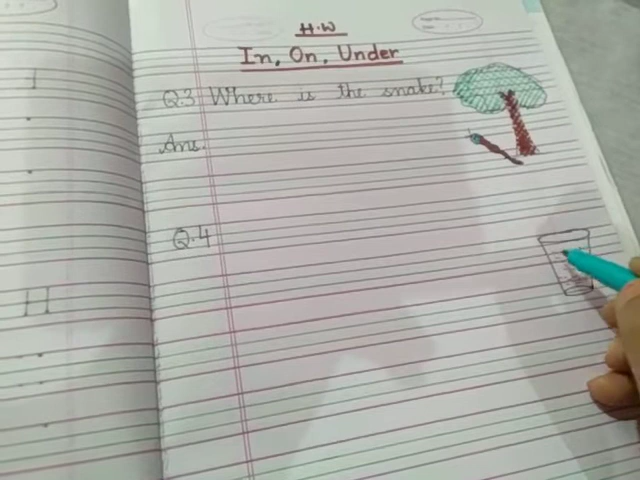 H.W
In, On, Under
Q.3 Where is the snake?
Ans.
Q.4
I
H